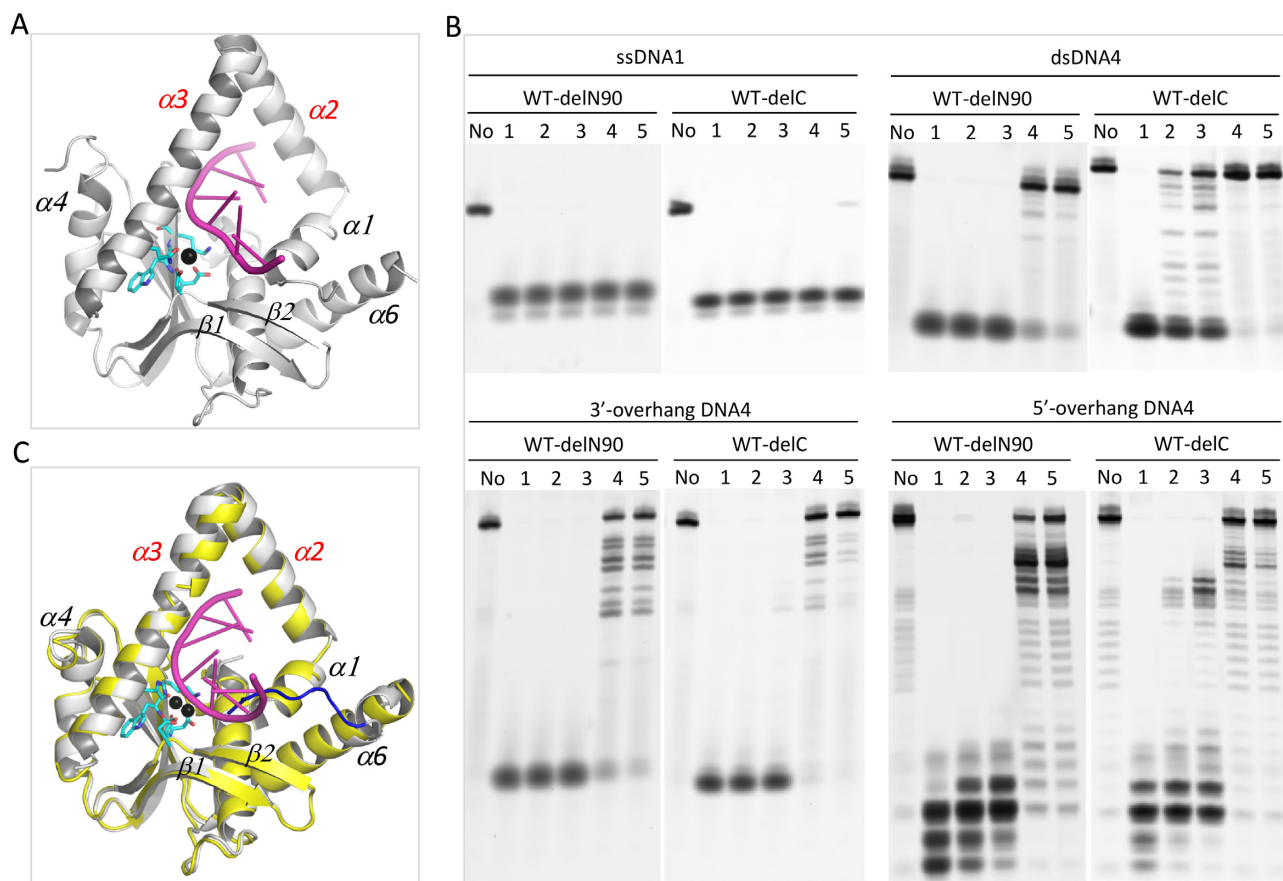 A
α3
α2
α4
α1
α6
β2
β1
B
ssDNA1
WT-delN90 WT-delC
No 1 2 3 4 5 No 1 2 3 4 5
dsDNA4
WT-delN90 WT-delC
No 1 2 3 4 5 No 1 2 3 4 5
3’-overhang DNA4
WT-delN90 WT-delC
No 1 2 3 4 5 No 1 2 3 4 5
5’-overhang DNA4
WT-delN90 WT-delC
No 1 2 3 4 5 No 1 2 3 4 5
C
α3
α2
α4
α1
α6
β2
β1